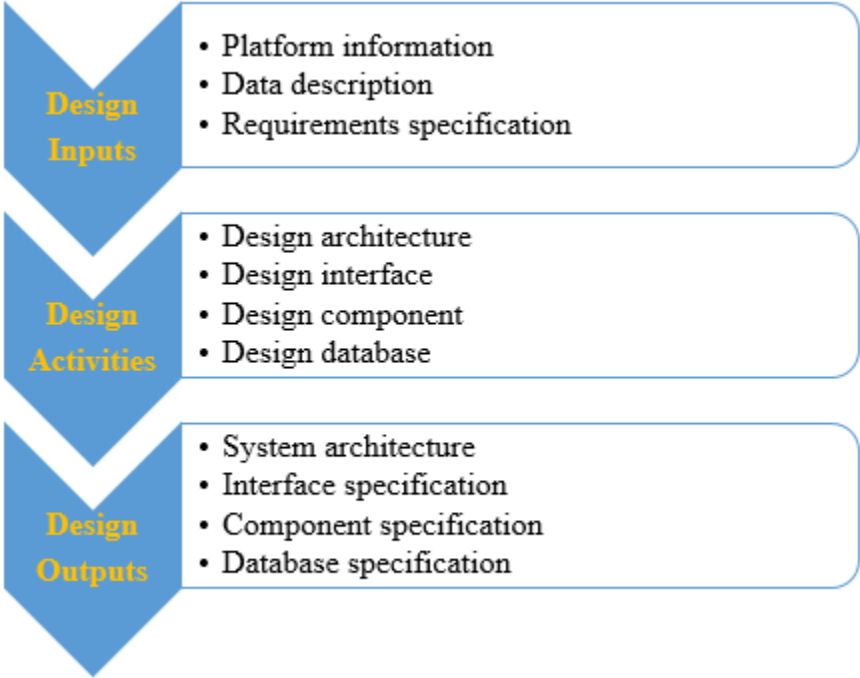 Design
Inputs
• Platform information
• Data description
• Requirements specification
Design
Activities
• Design architecture
• Design interface
• Design component
• Design database
Design
Outputs
• System architecture
• Interface specification
• Component specification
• Database specification